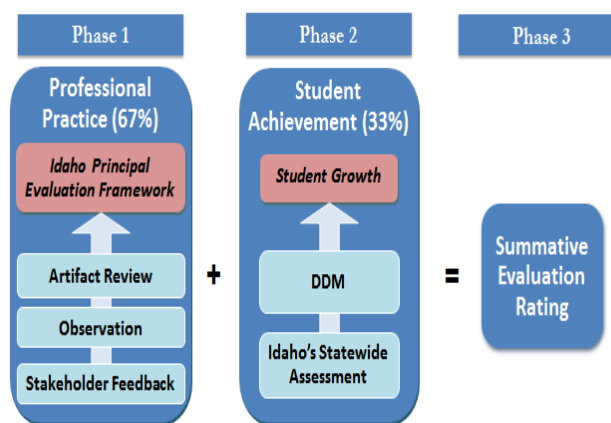 Phase 1
Phase 2
Phase 3
Professional
Practice (67%)
Idaho Principal
Evaluation Framework
Artifact Review
Observation
Stakeholder Feedback
+
Student
Achievement (33%)
Student Growth
DDM
Idaho's Statewide
Assessment
=
Summative
Evaluation
Rating